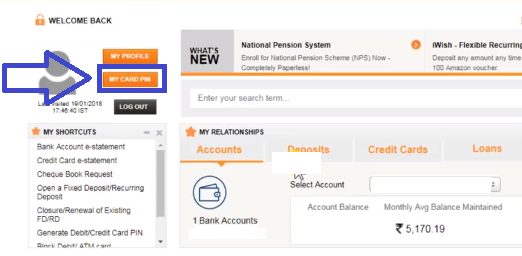 WELCOME BACK
MY PROFILE
MY CARD PIN
Last visited 19/01/2018
17:46:40 IST
LOG OUT
WHAT'S
NEW
National Pension System
Enroll for National Pension Scheme (NPS) Now -
Completely Paperless!
iWish - Flexible Recurring
Deposit any amount any time
100 Amazon voucher.
Enter your search term...
MY SHORTCUTS
Bank Account e-statement
Credit Card e-statement
Cheque Book Request
Open a Fixed Deposit/Recurring
Deposit
Closure/Renewal of Existing
FD/RD
Generate Debit/Credit Card PIN
Block Debit/ ATM card
MY RELATIONSHIPS
Accounts
Deposits
Credit Cards
Loans
1 Bank Accounts
Select Account
Account Balance
Monthly Avg Balance Maintained
₹ 5,170.19